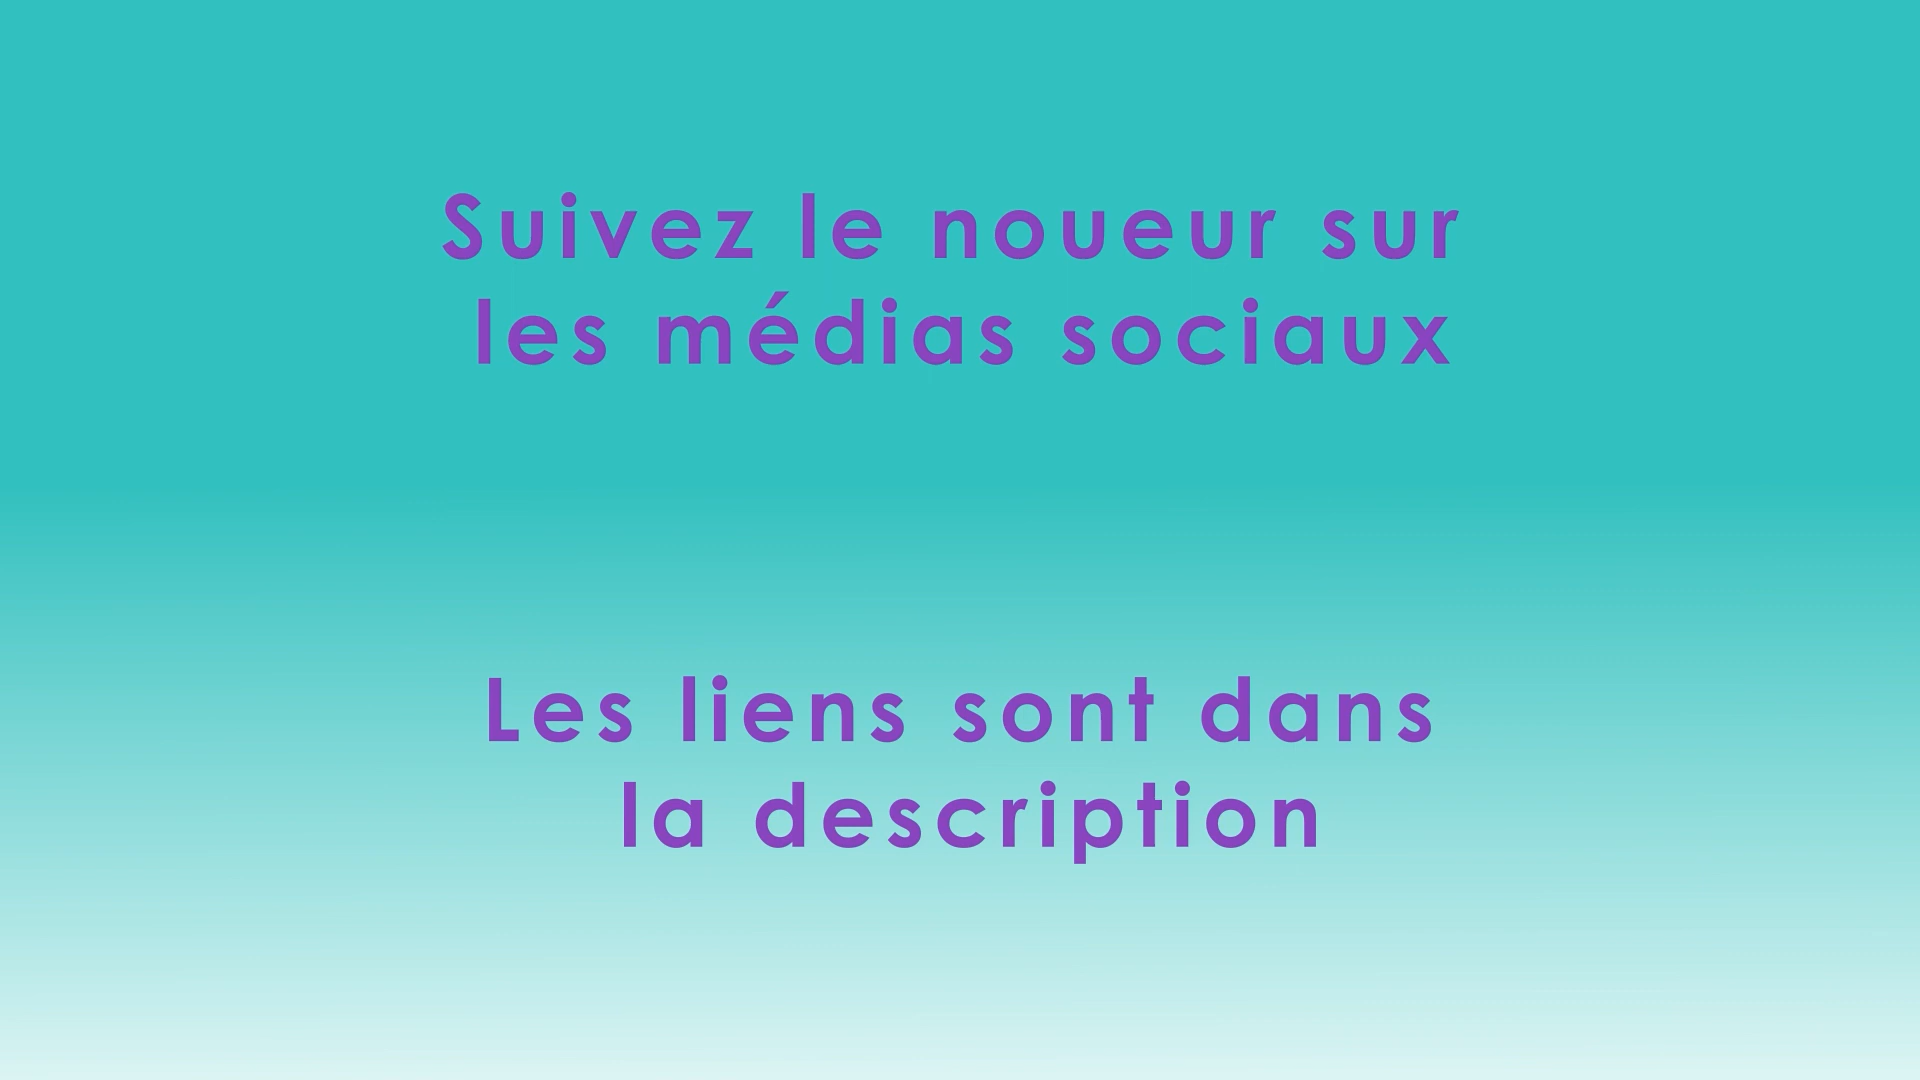 Suivez le noueur sur
les médias sociaux
Les liens sont dans
la description